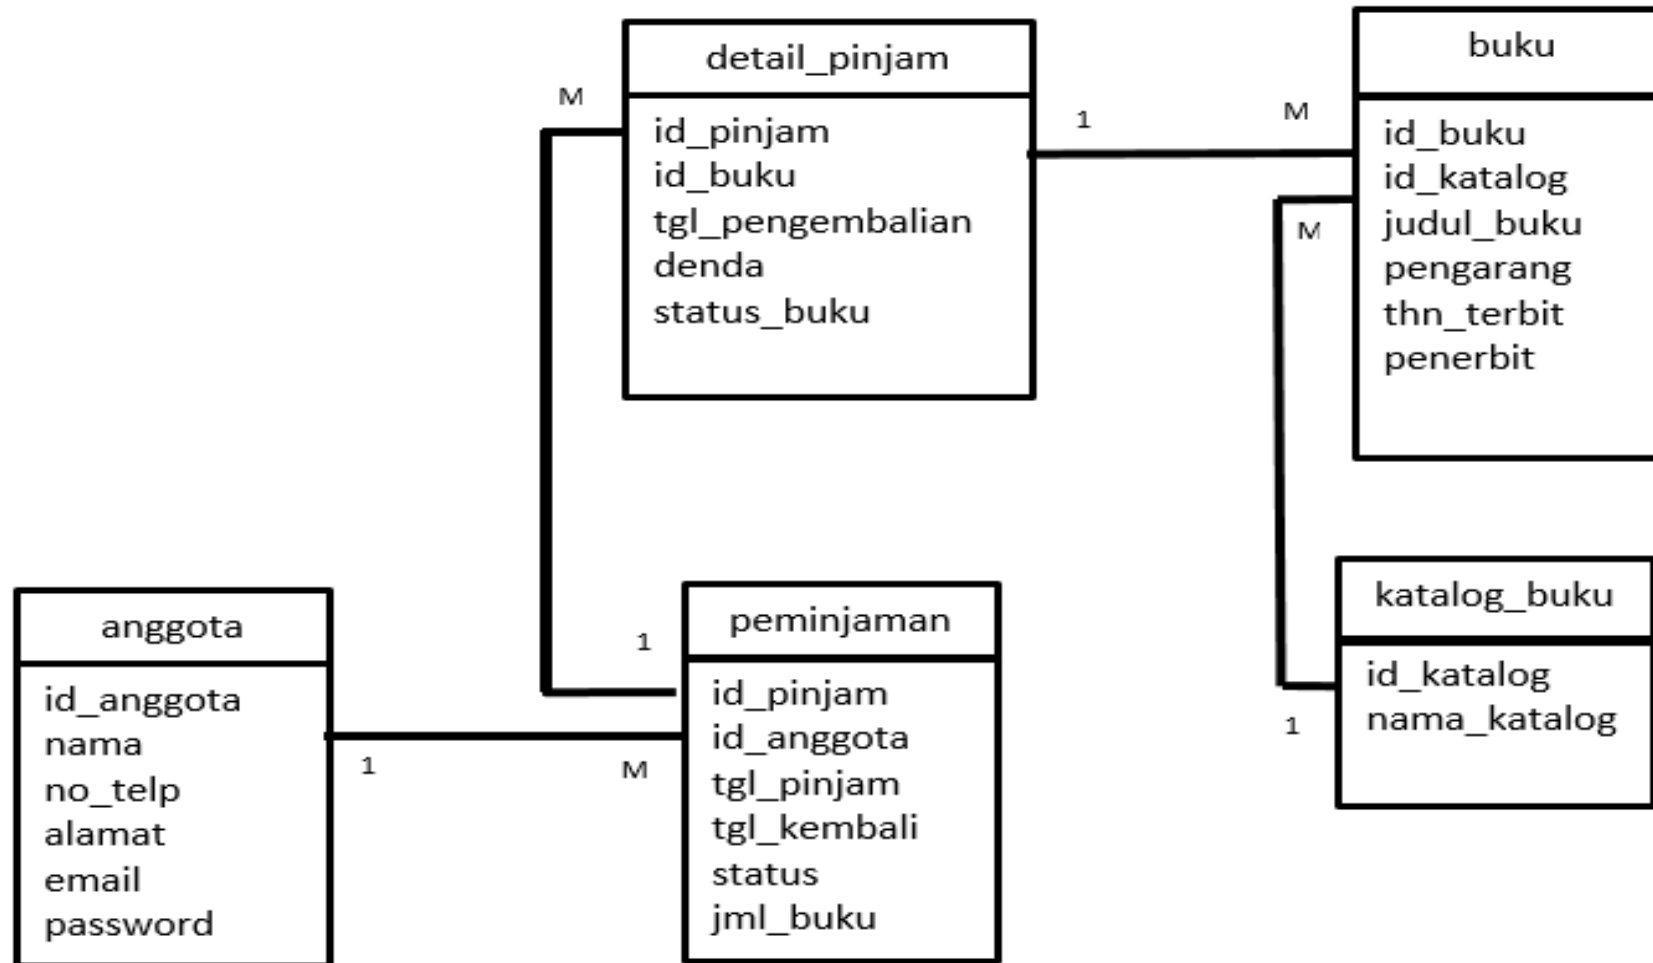 detail_pinjam
M
id_pinjam
id_buku
tgl_pengembalian
denda
status_buku
1
M
buku
id_buku
id_katalog
judul_buku
pengarang
thn_terbit
penerbit
M
anggota
id_anggota
nama
no_telp
alamat
email
password
1
M
1
peminjaman
id_pinjam
id_anggota
tgl_pinjam
tgl_kembali
status
jml_buku
katalog_buku
id_katalog
nama_katalog
1